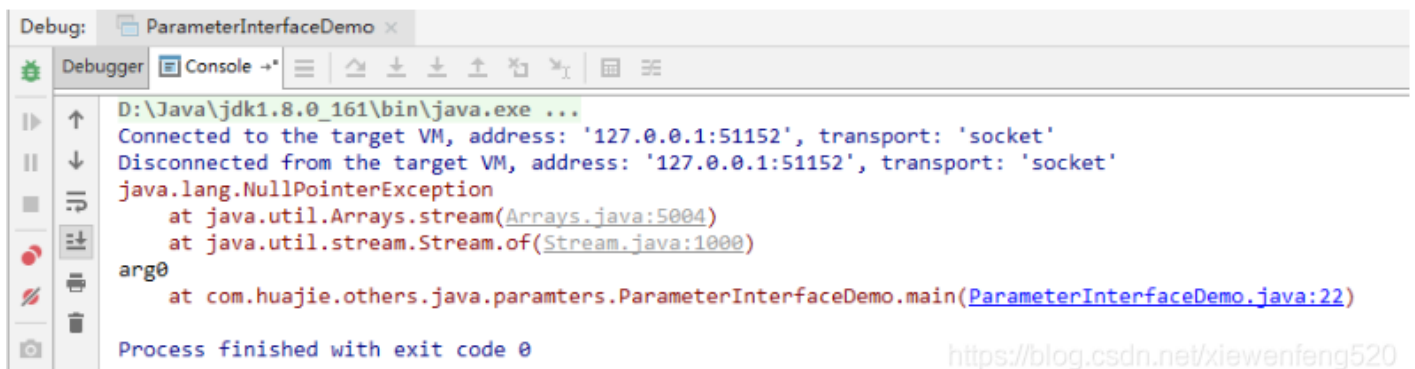 Debug: ParameterInterfaceDemo ×
Debugger Console
D:\Java\jdk1.8.0_161\bin\java.exe ...
Connected to the target VM, address: '127.0.0.1:51152', transport: 'socket'
Disconnected from the target VM, address: '127.0.0.1:51152', transport: 'socket'
java.lang.NullPointerException
    at java.util.Arrays.stream(Arrays.java:5004)
    at java.util.stream.Stream.of(Stream.java:1000)
arg0
    at com.huajie.others.java.paramters.ParameterInterfaceDemo.main(ParameterInterfaceDemo.java:22)
Process finished with exit code 0
https://blog.csdn.net/xiewenfeng520